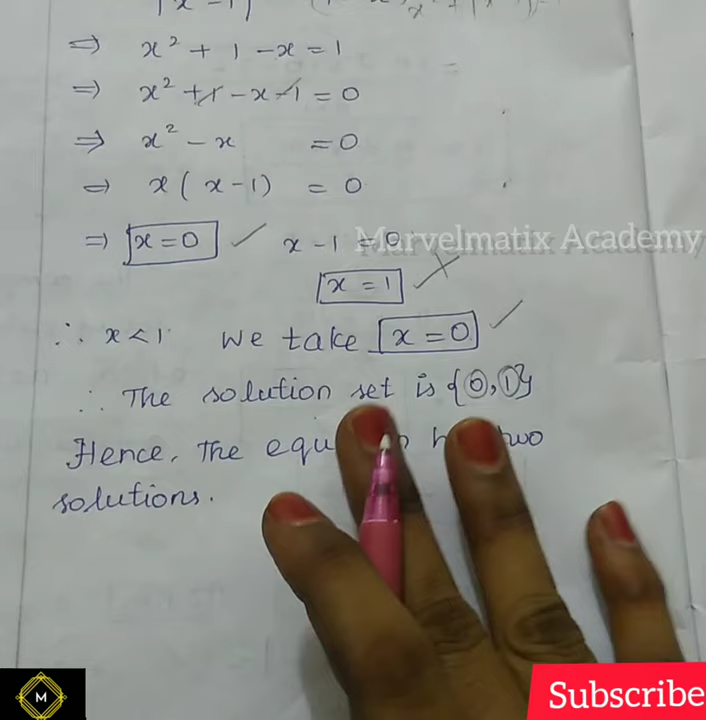 |x-1|
⇒ x² + 1 - x = 1
⇒ x² + 1 - x - 1 = 0
⇒ x² - x = 0
⇒ x(x-1) = 0
⇒ x = 0 ✓ x - 1 = 0
Marvelmatix Academy
x = 1 ✗
∴ x < 1 we take x = 0 ✓
∴ The solution set is {0, 1}
Hence, The equ two
solutions.
M
Subscribe